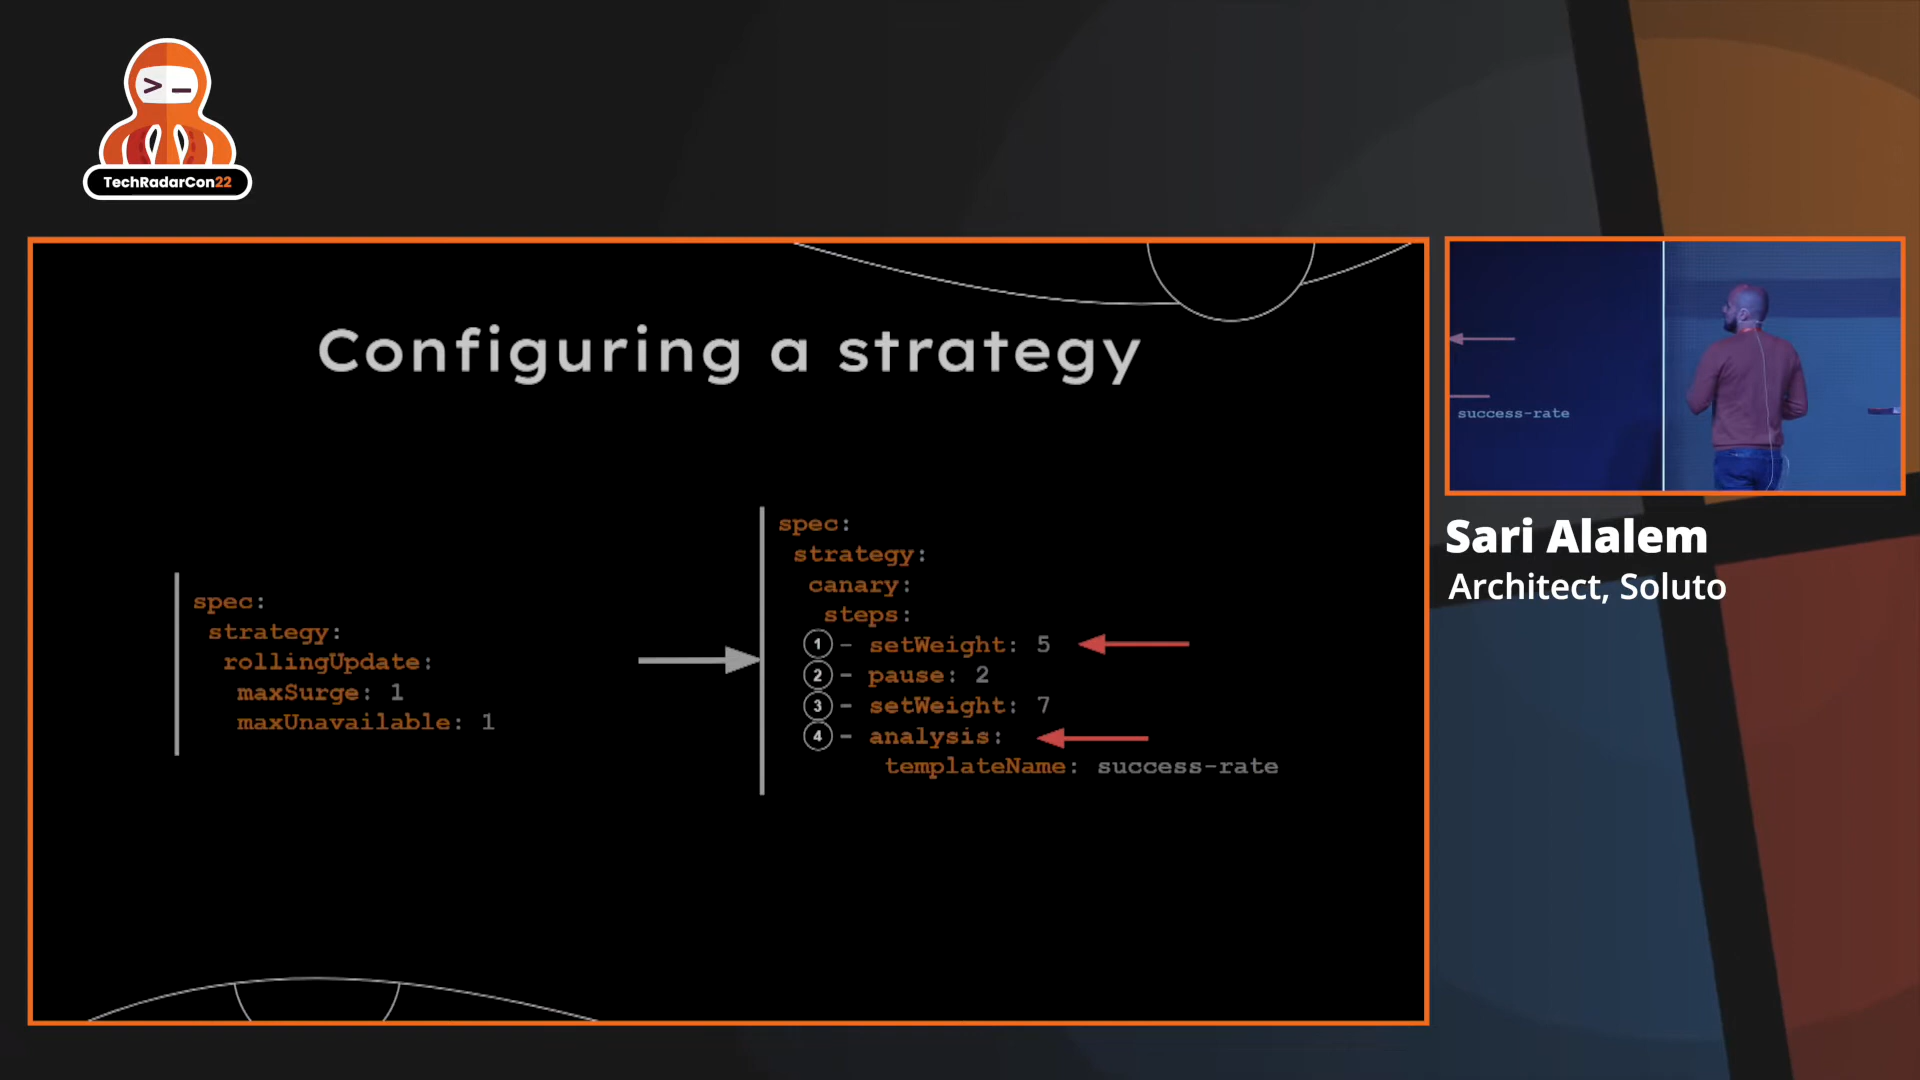 >_
TechRadarCon22
Configuring a strategy
spec:
strategy:
rollingUpdate:
maxSurge: 1
maxUnavailable: 1
spec:
strategy:
canary:
steps:
1 - setWeight: 5
2 - pause: 2
3 - setWeight: 7
4 - analysis:
templateName: success-rate
success-rate
Sari Alalem
Architect, Soluto